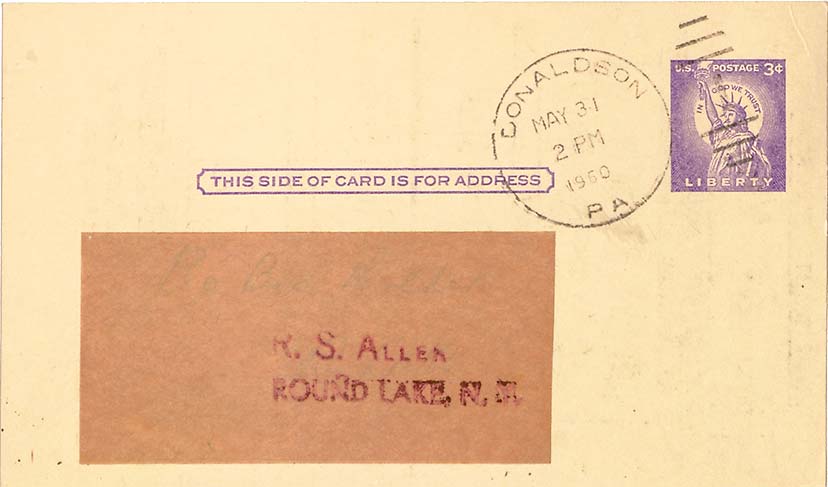 DONALDSON
MAY 31
2 PM
1960
PA
U.S. POSTAGE 3¢
IN GOD WE TRUST
LIBERTY
THIS SIDE OF CARD IS FOR ADDRESS
R. S. ALLEN
ROUND LAKE, N. Y.